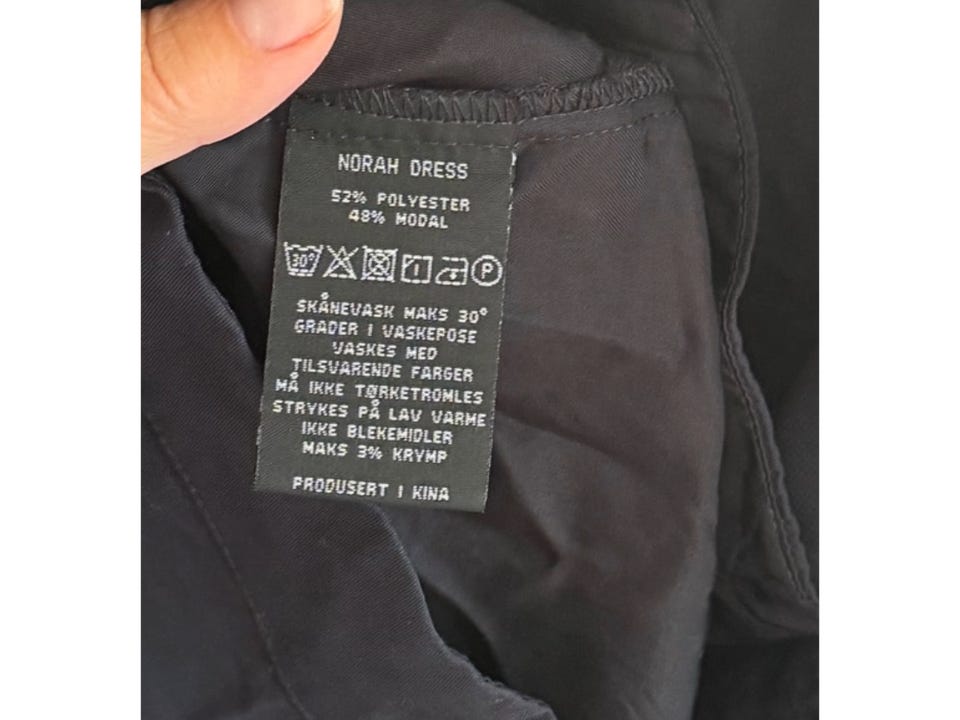 NORAH DRESS
52% POLYESTER
48% MODAL
30° P
SKÅNEVASK MAKS 30°
GRADER I VASKEPOSE
VASKES MED
TILSVARENDE FARGER
MÅ IKKE TØRKETROMLES
STRYKES PÅ LAV VARME
IKKE BLEKEMIDLER
MAKS 3% KRYMP
PRODUSERT I KINA